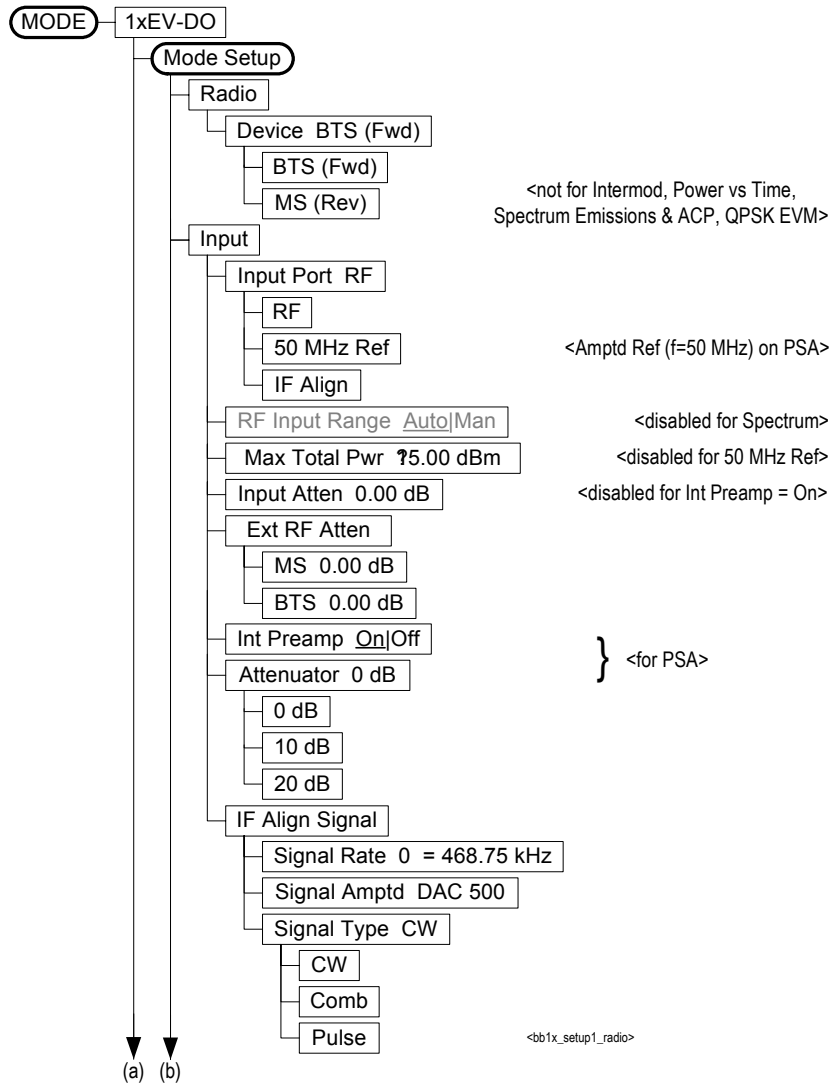 MODE 1xEV-DO
Mode Setup
Radio
Device BTS (Fwd)
BTS (Fwd)
MS (Rev)
<not for Intermod, Power vs Time,
Spectrum Emissions & ACP, QPSK EVM>
Input
Input Port RF
RF
50 MHz Ref <Amptd Ref (f=50 MHz) on PSA>
IF Align
RF Input Range Auto|Man <disabled for Spectrum>
Max Total Pwr dBm <disabled for 50 MHz Ref>
Input Atten 0.00 dB <disabled for Int Preamp = On>
Ext RF Atten
MS 0.00 dB
BTS 0.00 dB
Int Preamp On|Off
} <for PSA>
Attenuator 0 dB
0 dB
10 dB
20 dB
IF Align Signal
Signal Rate 0 = 468.75 kHz
Signal Amptd DAC 500
Signal Type CW
CW
Comb
Pulse <bb1x_setup1_radio>
(a) (b)